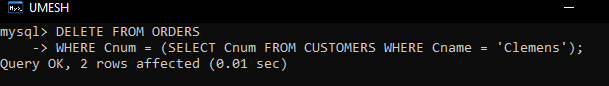 UMESH
mysql> DELETE FROM ORDERS
    -> WHERE Cnum = (SELECT Cnum FROM CUSTOMERS WHERE Cname = 'Clemens');
Query OK, 2 rows affected (0.01 sec)